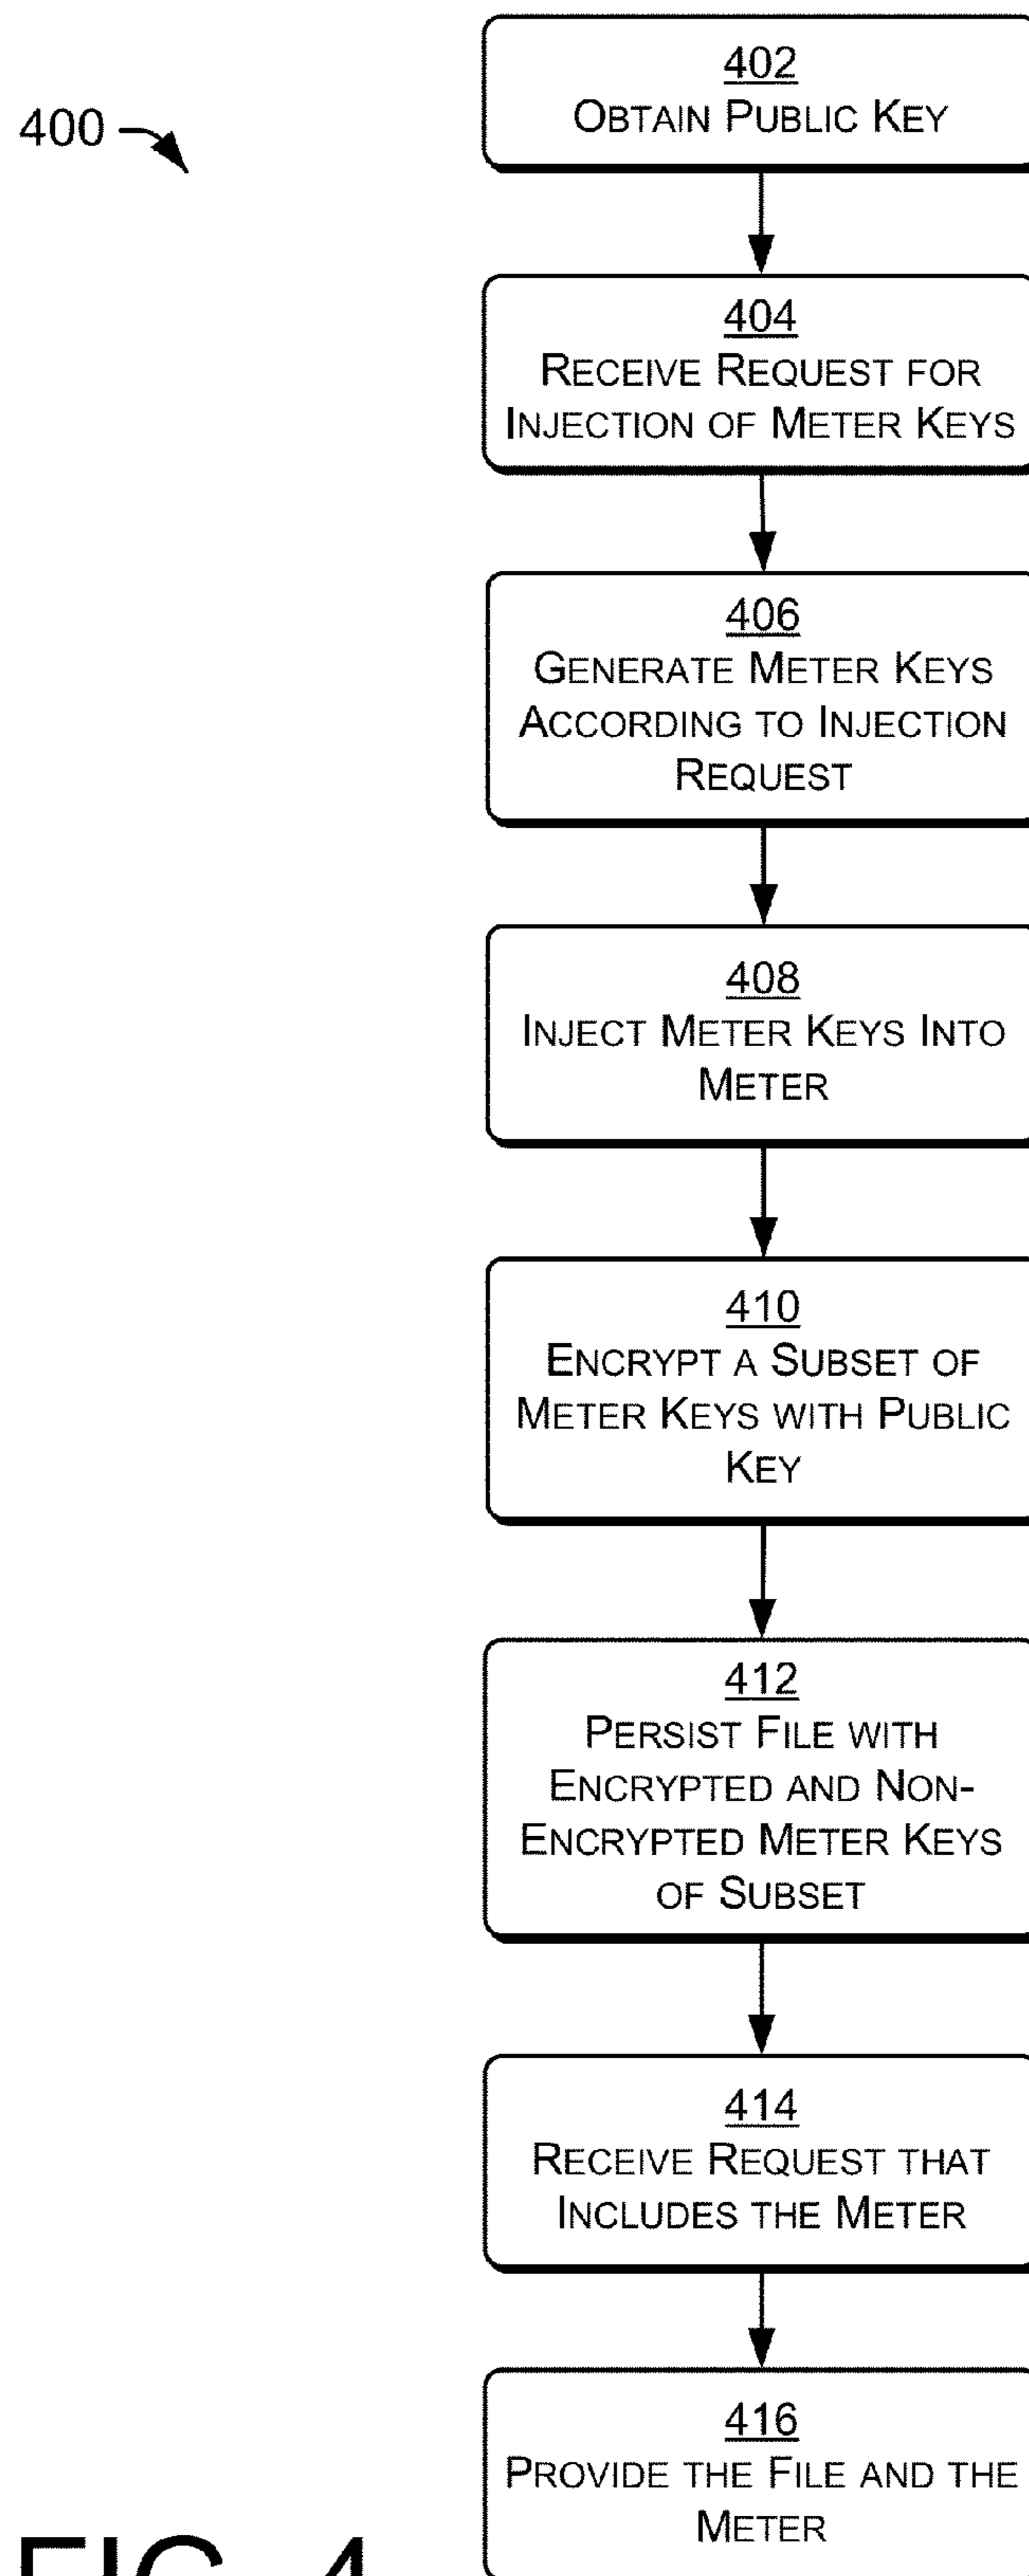 400
402
OBTAIN PUBLIC KEY
404
RECEIVE REQUEST FOR
INJECTION OF METER KEYS
406
GENERATE METER KEYS
ACCORDING TO INJECTION
REQUEST
408
INJECT METER KEYS INTO
METER
410
ENCRYPT A SUBSET OF
METER KEYS WITH PUBLIC
KEY
412
PERSIST FILE WITH
ENCRYPTED AND NON-
ENCRYPTED METER KEYS
OF SUBSET
414
RECEIVE REQUEST THAT
INCLUDES THE METER
416
PROVIDE THE FILE AND THE
METER
FIG. 4